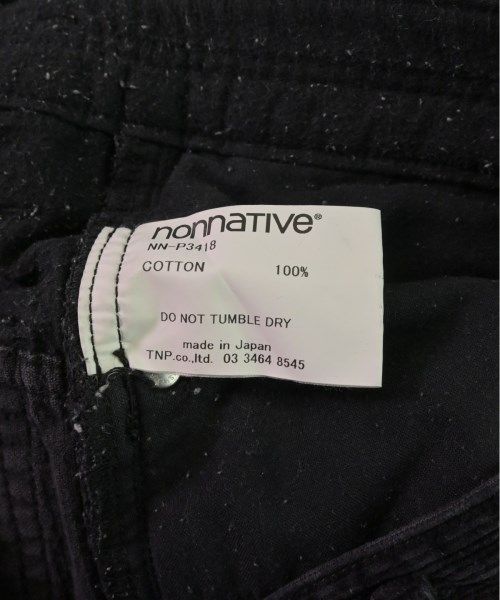 nonnative®
NN-P3418
COTTON 100%
DO NOT TUMBLE DRY
made in Japan
TNP.co.,ltd. 03 3464 8545